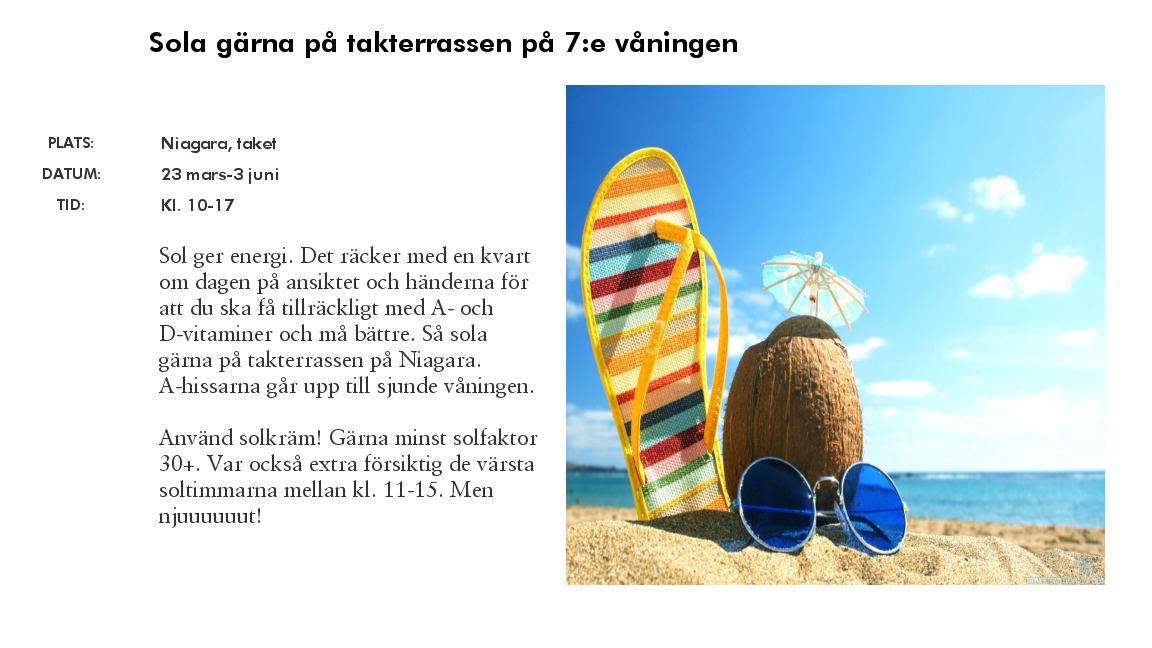 Sola gärna på takterrassen på 7:e våningen
PLATS: Niagara, taket
DATUM: 23 mars-3 juni
TID: Kl. 10-17
Sol ger energi. Det räcker med en kvart
om dagen på ansiktet och händerna för
att du ska få tillräckligt med A- och
D-vitaminer och må bättre. Så sola
gärna på takterrassen på Niagara.
A-hissarna går upp till sjunde våningen.
Använd solkräm! Gärna minst solfaktor
30+. Var också extra försiktig de värsta
soltimmarna mellan kl. 11-15. Men
njuuuuuut!